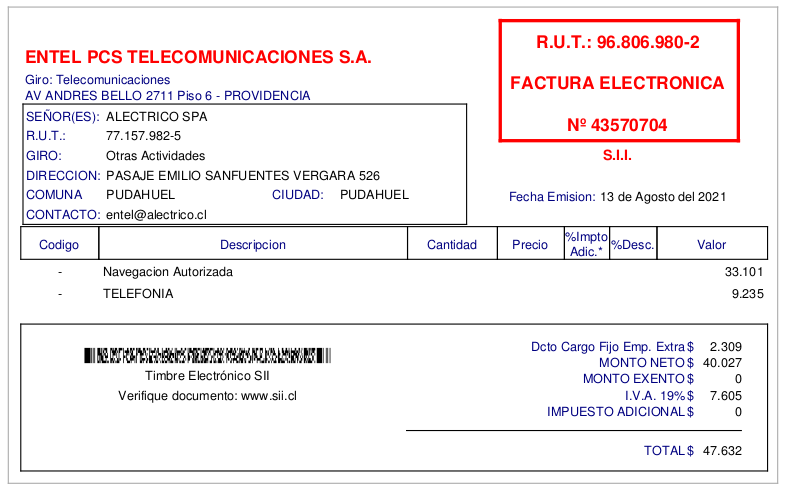 ENTEL PCS TELECOMUNICACIONES S.A.
Giro: Telecomunicaciones
AV ANDRES BELLO 2711 Piso 6 - PROVIDENCIA
R.U.T.: 96.806.980-2
FACTURA ELECTRONICA
Nº 43570704
S.I.I.
SEÑOR(ES): ALECTRICO SPA
R.U.T.: 77.157.982-5
GIRO: Otras Actividades
DIRECCION: PASAJE EMILIO SANFUENTES VERGARA 526
COMUNA PUDAHUEL CIUDAD: PUDAHUEL
CONTACTO: entel@alectrico.cl
Fecha Emision: 13 de Agosto del 2021
Codigo Descripcion Cantidad Precio %Impto Adic.* %Desc. Valor
- Navegacion Autorizada 33.101
- TELEFONIA 9.235
Timbre Electrónico SII
Verifique documento: www.sii.cl
Dcto Cargo Fijo Emp. Extra $ 2.309
MONTO NETO $ 40.027
MONTO EXENTO $ 0
I.V.A. 19% $ 7.605
IMPUESTO ADICIONAL $ 0
TOTAL $ 47.632